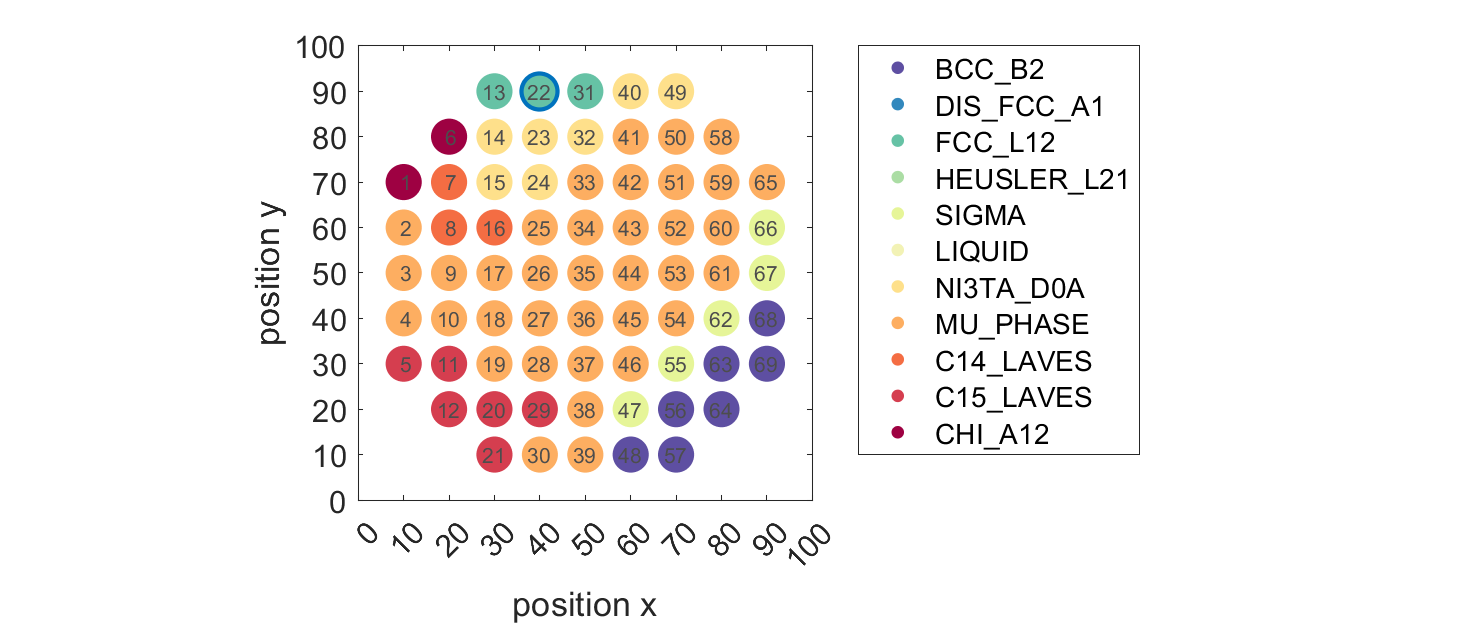 100
90
80
70
60
50
40
30
20
10
0
position y
13 22 31 40 49
6 14 23 32 41 50 58
1 7 15 24 33 42 51 59 65
2 8 16 25 34 43 52 60 66
3 9 17 26 35 44 53 61 67
4 10 18 27 36 45 54 62 68
5 11 19 28 37 46 55 63 69
12 20 29 38 47 56 64
21 30 39 48 57
0 10 20 30 40 50 60 70 80 90 100
position x
BCC_B2
DIS_FCC_A1
FCC_L12
HEUSLER_L21
SIGMA
LIQUID
NI3TA_D0A
MU_PHASE
C14_LAVES
C15_LAVES
CHI_A12